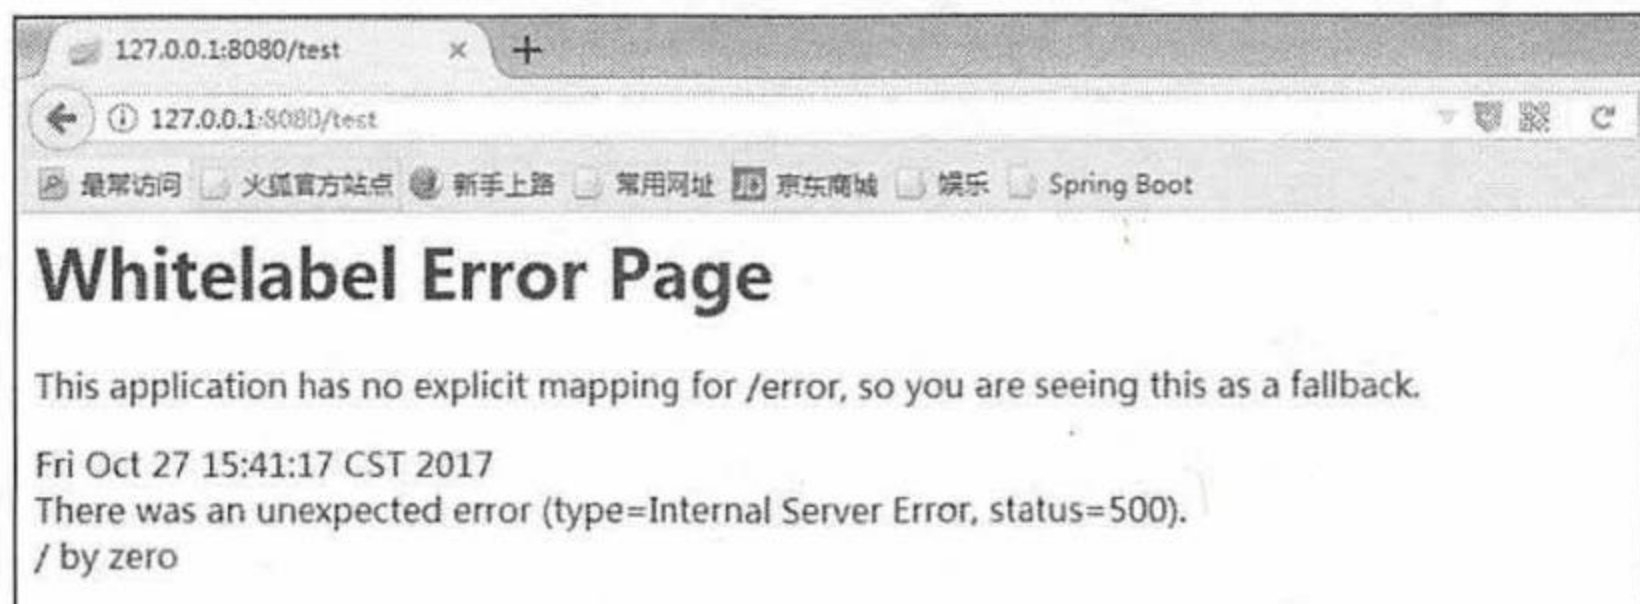 127.0.0.1:8080/test
127.0.0.1:8080/test
最常访问 火狐官方站点 新手上路 常用网址 京东商城 娱乐 Spring Boot
Whitelabel Error Page
This application has no explicit mapping for /error, so you are seeing this as a fallback.
Fri Oct 27 15:41:17 CST 2017
There was an unexpected error (type=Internal Server Error, status=500).
/ by zero